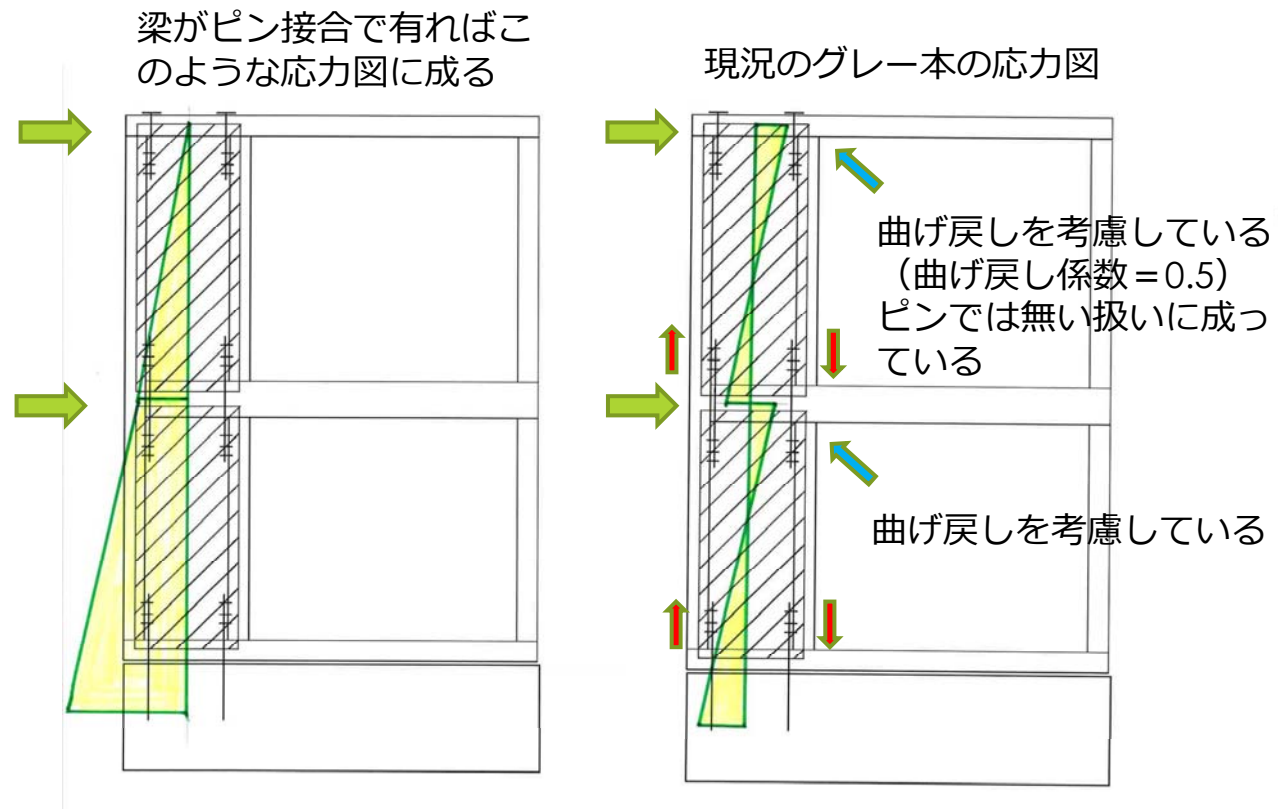 梁がピン接合で有ればこ
のような応力図に成る
現況のグレー本の応力図
曲げ戻しを考慮している
（曲げ戻し係数＝0.5）
ピンでは無い扱いに成っ
ている
曲げ戻しを考慮している